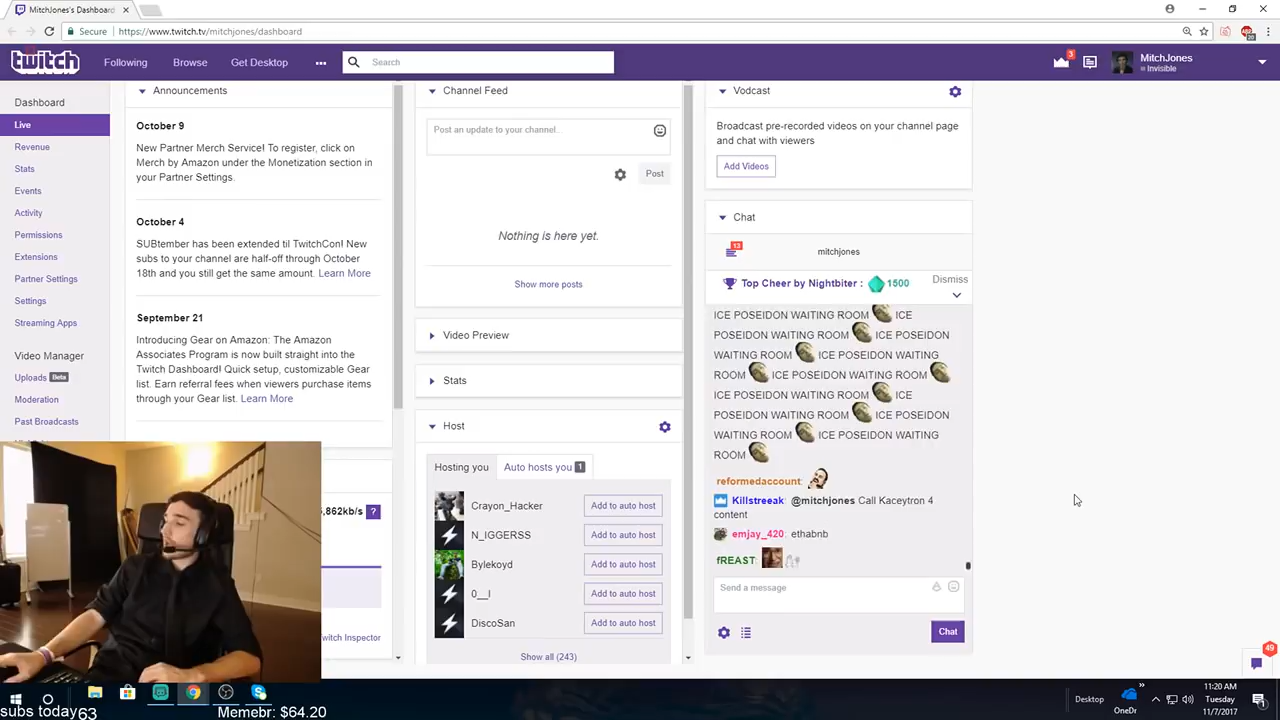 MitchJones's Dashboard
Secure
https://www.twitch.tv/mitchjones/dashboard
twitch
Following
Browse
Get Desktop
Search
3
MitchJones
Invisible
Dashboard
Live
Revenue
Stats
Events
Activity
Permissions
Extensions
Partner Settings
Settings
Streaming Apps
Video Manager
Uploads Beta
Moderation
Past Broadcasts
Announcements
October 9
New Partner Merch Service! To register, click on
Merch by Amazon under the Monetization section in
your Partner Settings.
October 4
SUBtember has been extended til TwitchCon! New
subs to your channel are half-off through October
18th and you still get the same amount. Learn More
September 21
Introducing Gear on Amazon: The Amazon
Associates Program is now built straight into the
Twitch Dashboard! Quick setup, customizable Gear
list. Earn referral fees when viewers purchase items
through your Gear list. Learn More
5,862kb/s ?
Twitch Inspector
Channel Feed
Post an update to your channel...
Post
Nothing is here yet.
Show more posts
Video Preview
Stats
Host
Hosting you
Auto hosts you 1
Crayon_Hacker Add to auto host
N_IGGERSS Add to auto host
Bylekoyd Add to auto host
0__I Add to auto host
DiscoSan Add to auto host
Show all (243)
Vodcast
Broadcast pre-recorded videos on your channel page
and chat with viewers
Add Videos
Chat
13
mitchjones
Top Cheer by Nightbiter : 1500
Dismiss
ICE POSEIDON WAITING ROOM ICE
POSEIDON WAITING ROOM ICE POSEIDON
WAITING ROOM ICE POSEIDON WAITING
ROOM ICE POSEIDON WAITING ROOM
ICE POSEIDON WAITING ROOM ICE
POSEIDON WAITING ROOM ICE POSEIDON
WAITING ROOM ICE POSEIDON WAITING
ROOM
reformedaccount:
Killstreeak: @mitchjones Call Kaceytron 4
content
emjay_420: ethabnb
fREAST:
Send a message
Chat
49
subs today63
Memebr: $64.20
Desktop
OneDr
11:20 AM
Tuesday
11/7/2017